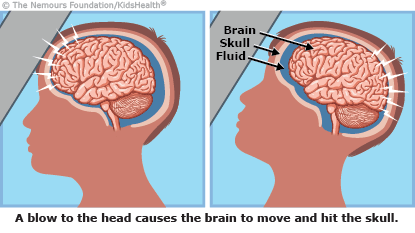 © The Nemours Foundation/KidsHealth®
Brain
Skull
Fluid
A blow to the head causes the brain to move and hit the skull.